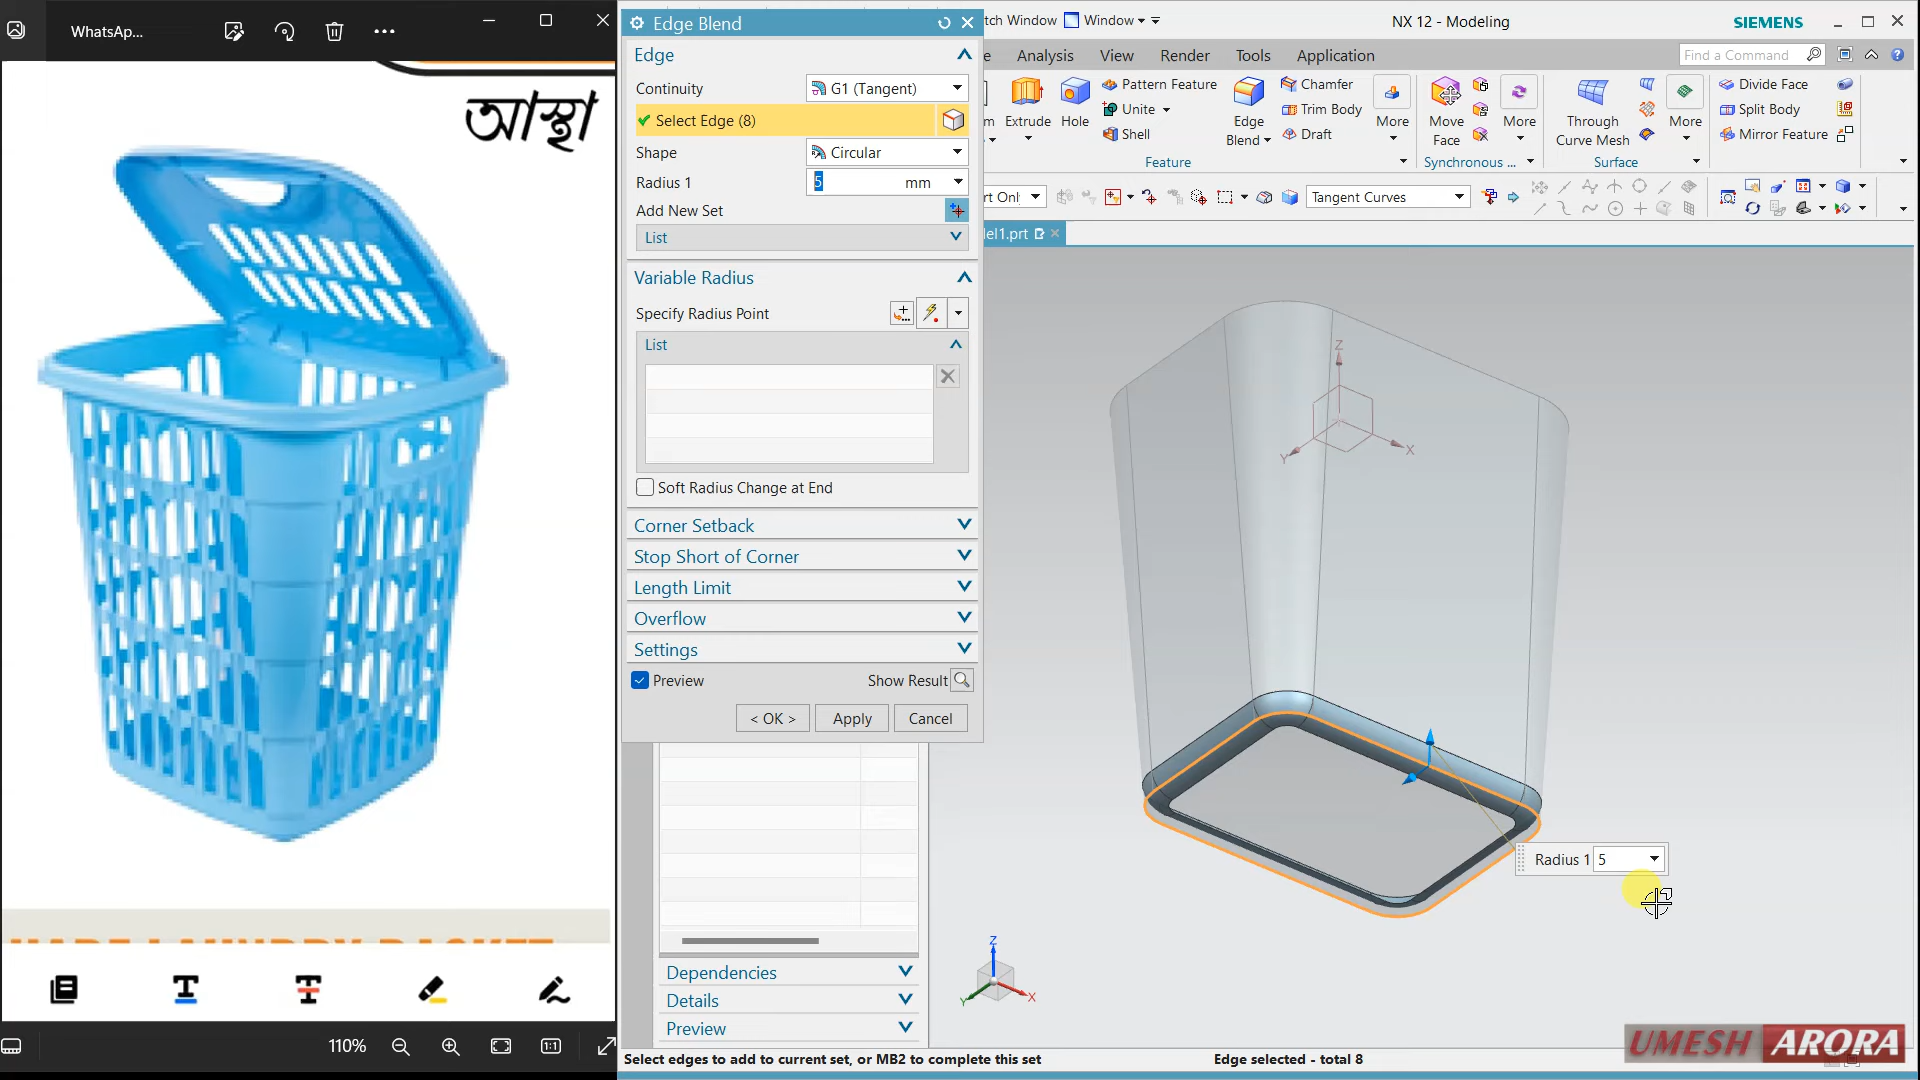 WhatsAp...
আস্থা
110%
Edge Blend
Edge
Continuity
G1 (Tangent)
Select Edge (8)
Shape
Circular
Radius 1
5
mm
Add New Set
List
Variable Radius
Specify Radius Point
List
Soft Radius Change at End
Corner Setback
Stop Short of Corner
Length Limit
Overflow
Settings
Preview
Show Result
< OK >
Apply
Cancel
Dependencies
Details
Preview
Select edges to add to current set, or MB2 to complete this set
Edge selected - total 8
tch Window
Window
NX 12 - Modeling
SIEMENS
Analysis
View
Render
Tools
Application
Find a Command
Extrude
Hole
Pattern Feature
Unite
Shell
Edge
Blend
Chamfer
Trim Body
Draft
More
Feature
Move
Face
More
Synchronous ...
Through
Curve Mesh
More
Surface
Divide Face
Split Body
Mirror Feature
rt Onl
Tangent Curves
del1.prt
Z
X
Y
Radius 1
5
Z
Y
X
UMESH ARORA